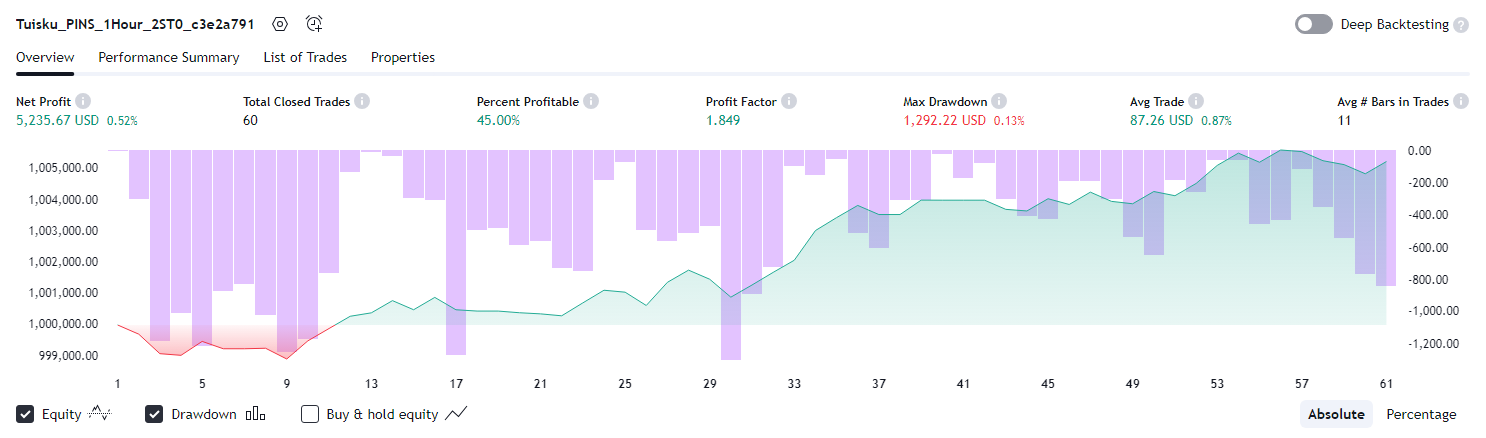 Tuisku_PINS_1Hour_2ST0_c3e2a791 Deep Backtesting ?
Overview Performance Summary List of Trades Properties
Net Profit i Total Closed Trades i Percent Profitable i Profit Factor i Max Drawdown i Avg Trade i Avg # Bars in Trades i
5,235.67 USD 0.52% 60 45.00% 1.849 1,292.22 USD 0.13% 87.26 USD 0.87% 11
0.00
1,005,000.00
-200.00
1,004,000.00
-400.00
1,003,000.00
-600.00
1,002,000.00
-800.00
1,001,000.00
-1,000.00
1,000,000.00
-1,200.00
999,000.00
1 5 9 13 17 21 25 29 33 37 41 45 49 53 57 61
Equity Drawdown Buy & hold equity Absolute Percentage